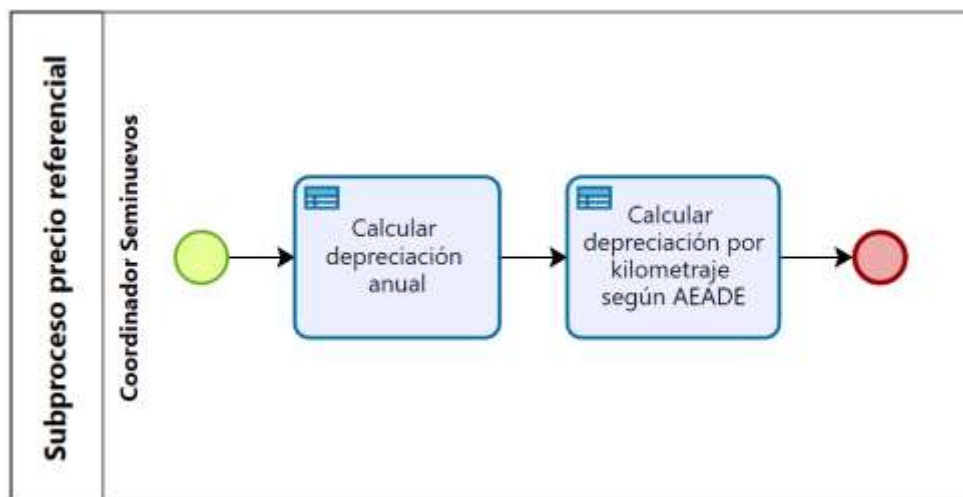 Subproceso precio referencial
Coordinador Seminuevos
Calcular
depreciación
anual
Calcular
depreciación por
kilometraje
según AEADE